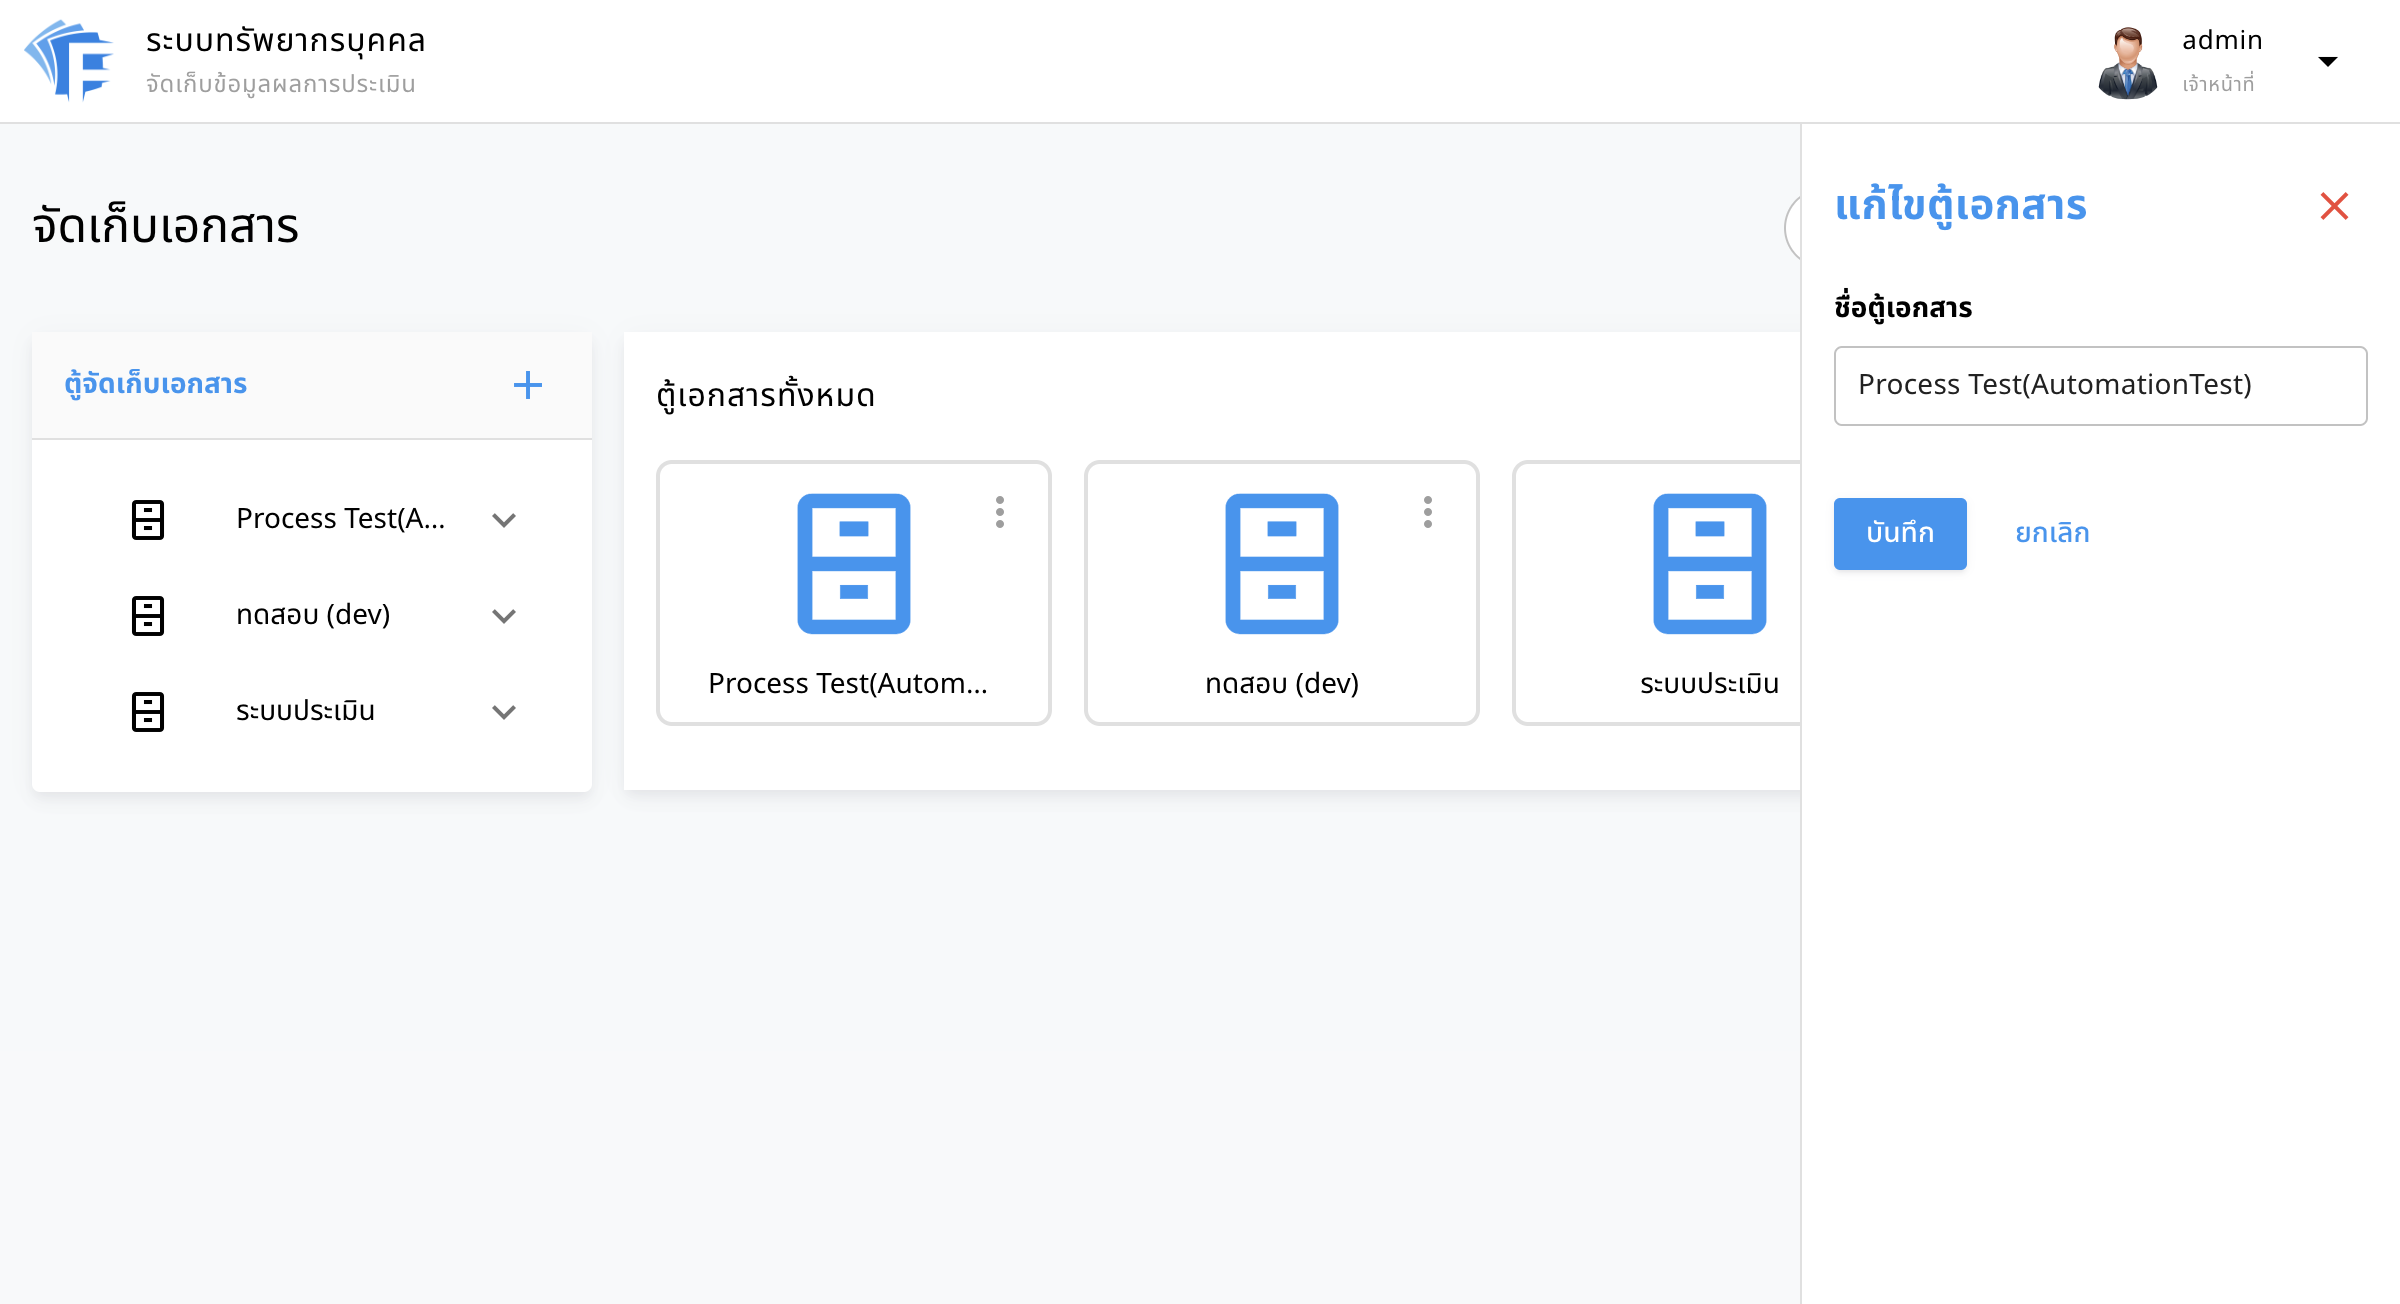 ระบบทรัพยากรบุคคล
จัดเก็บข้อมูลผลการประเมิน
admin
เจ้าหน้าที่
จัดเก็บเอกสาร
ตู้จัดเก็บเอกสาร
Process Test(A...
ทดสอบ (dev)
ระบบประเมิน
ตู้เอกสารทั้งหมด
Process Test(Autom...
ทดสอบ (dev)
ระบบประเมิน
แก้ไขตู้เอกสาร
ชื่อตู้เอกสาร
Process Test(AutomationTest)
บันทึก
ยกเลิก